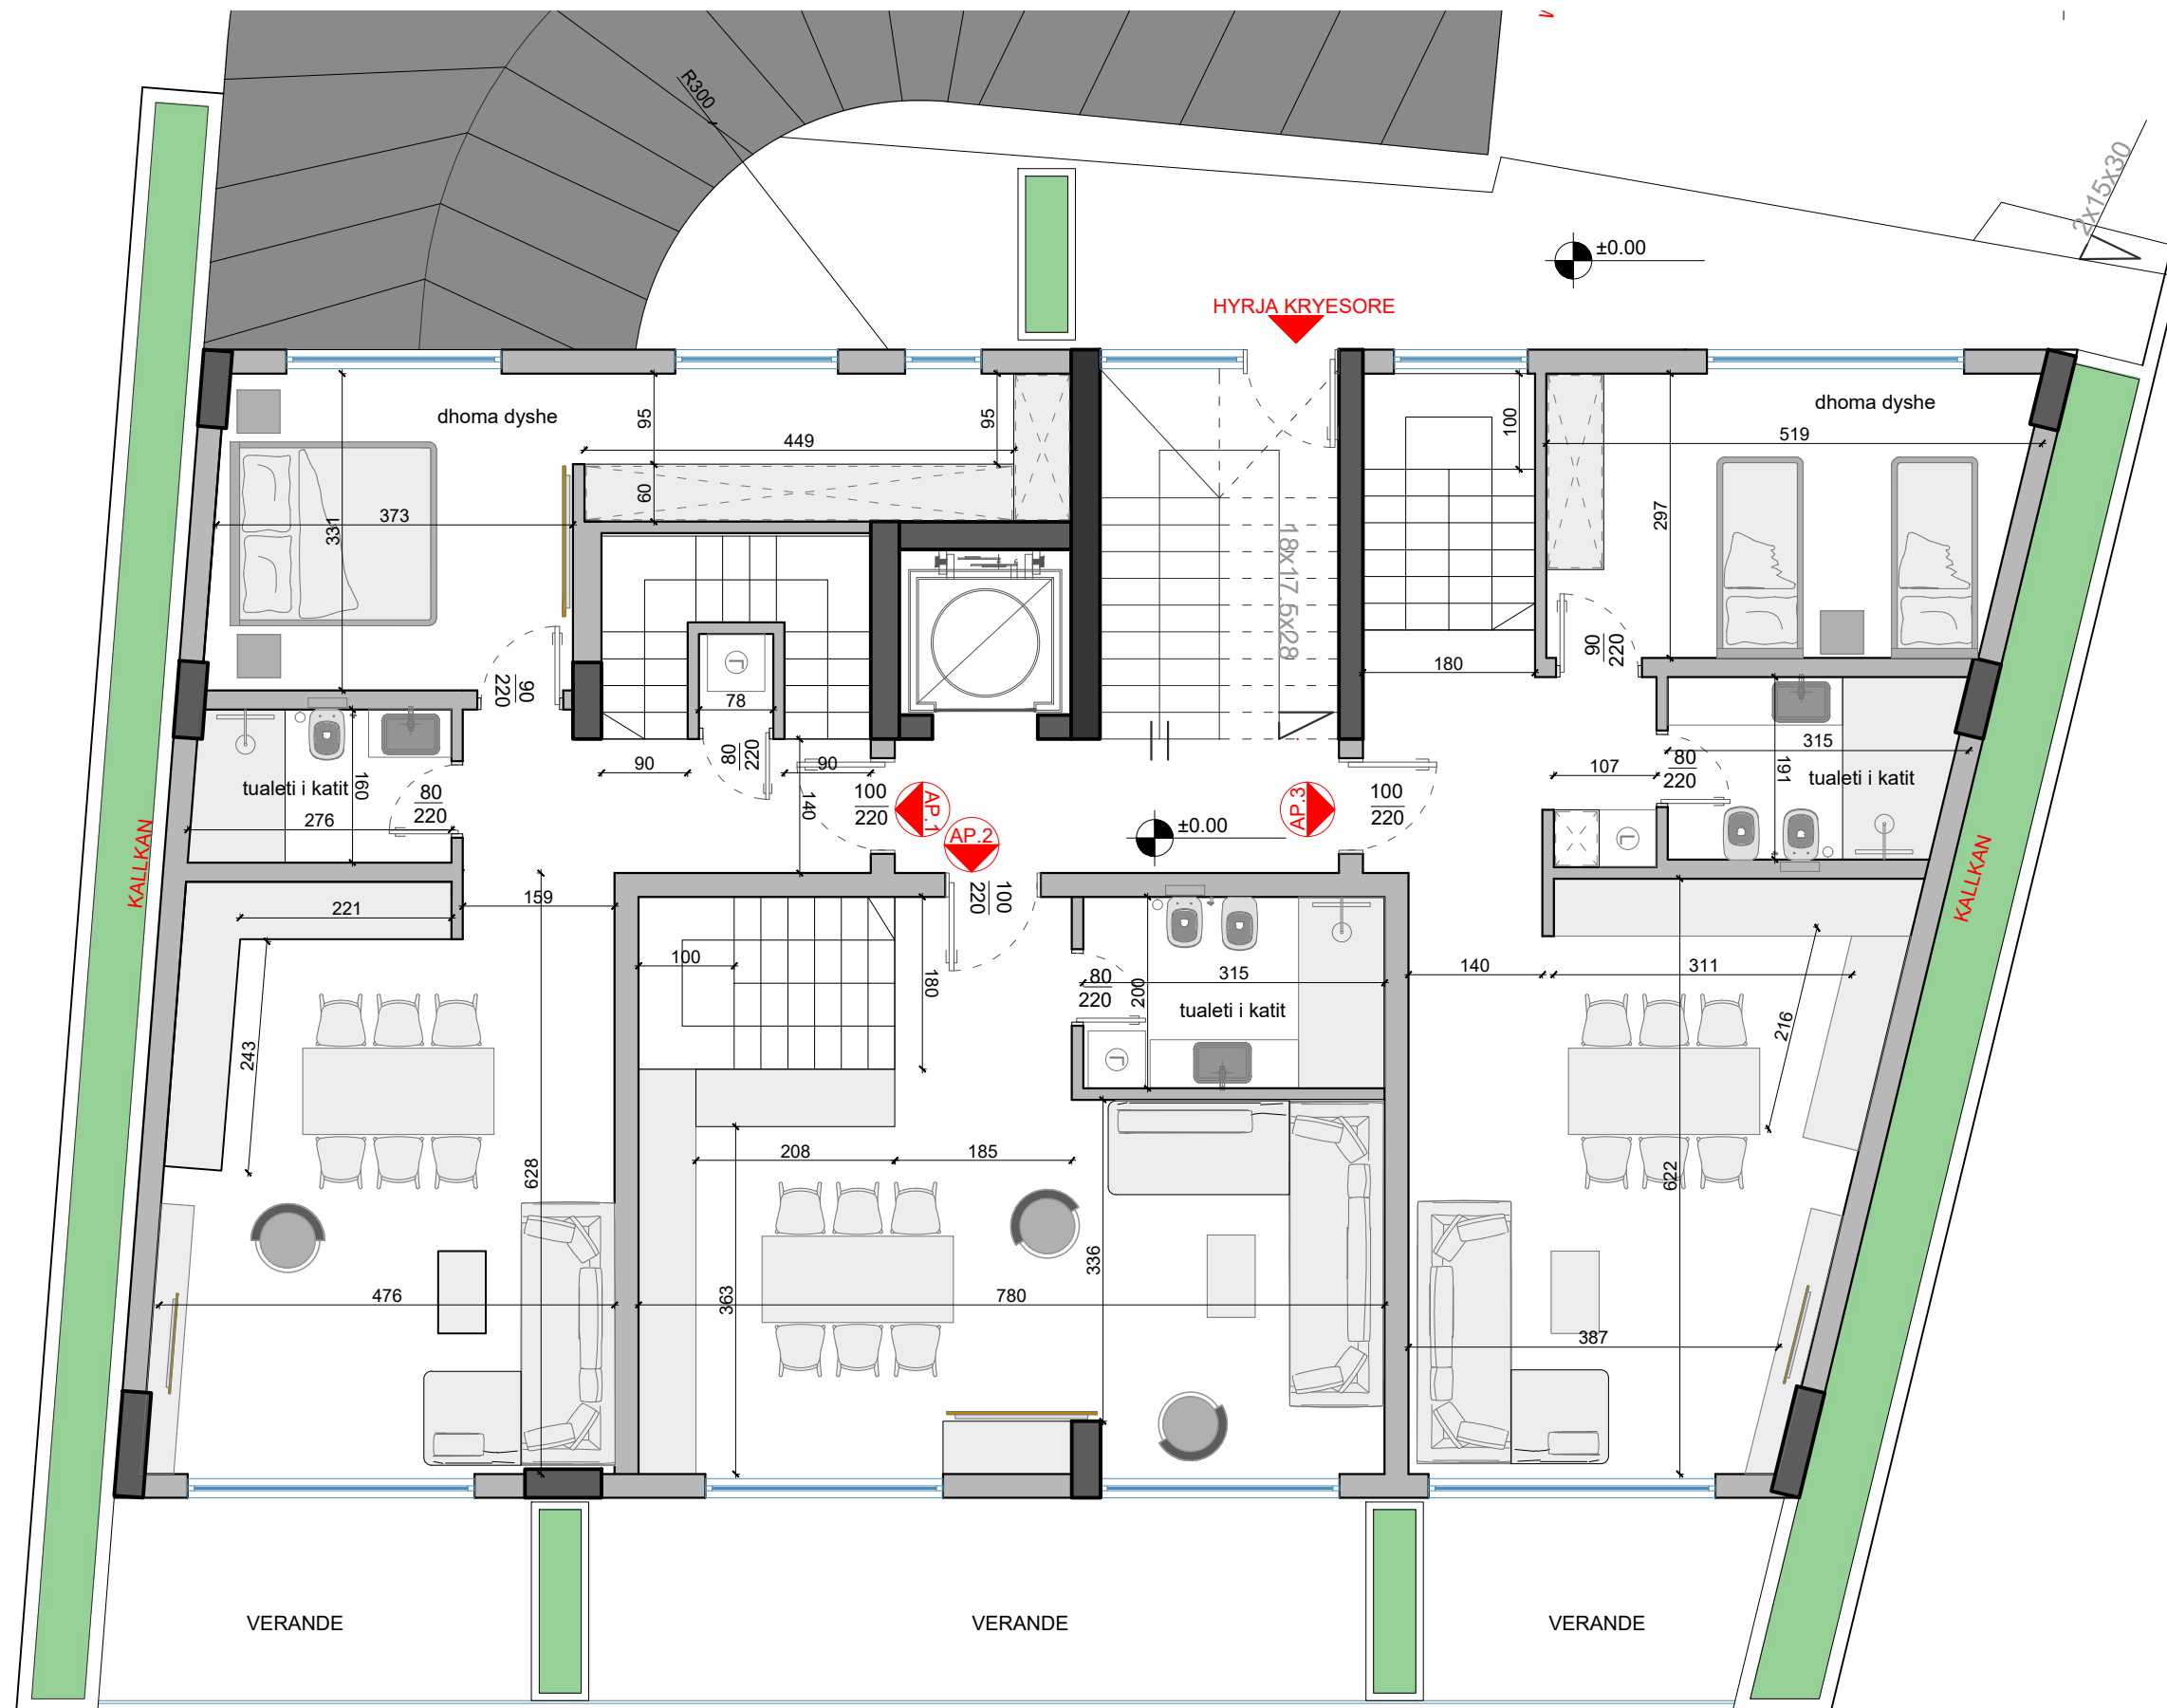 R300
2x15x30
±0.00
HYRJA KRYESORE
dhoma dyshe
95
95
449
60
331
373
100
dhoma dyshe
519
297
18x17.5x28
90
220
78
80
220
90
90
140
180
90
220
107
315
191
80
220
tualeti i katit
160
tualeti i katit
80
220
276
100
220
AP.1
AP.2
±0.00
AP.3
100
220
KALLKAN
KALLKAN
221
159
100
220
100
180
80
220
315
200
tualeti i katit
140
311
216
243
628
208
185
622
476
363
780
336
387
L
L
L
VERANDE
VERANDE
VERANDE